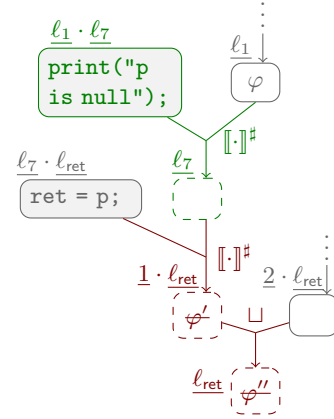 ⋮
ℓ₁ · ℓ₇
ℓ₁
print("p
is null");
φ
⟦·⟧♯
ℓ₇
ℓ₇ · ℓret
ret = p;
⟦·⟧♯
⋮
1 · ℓret
2 · ℓret
φ′
⊔
ℓret
φ″